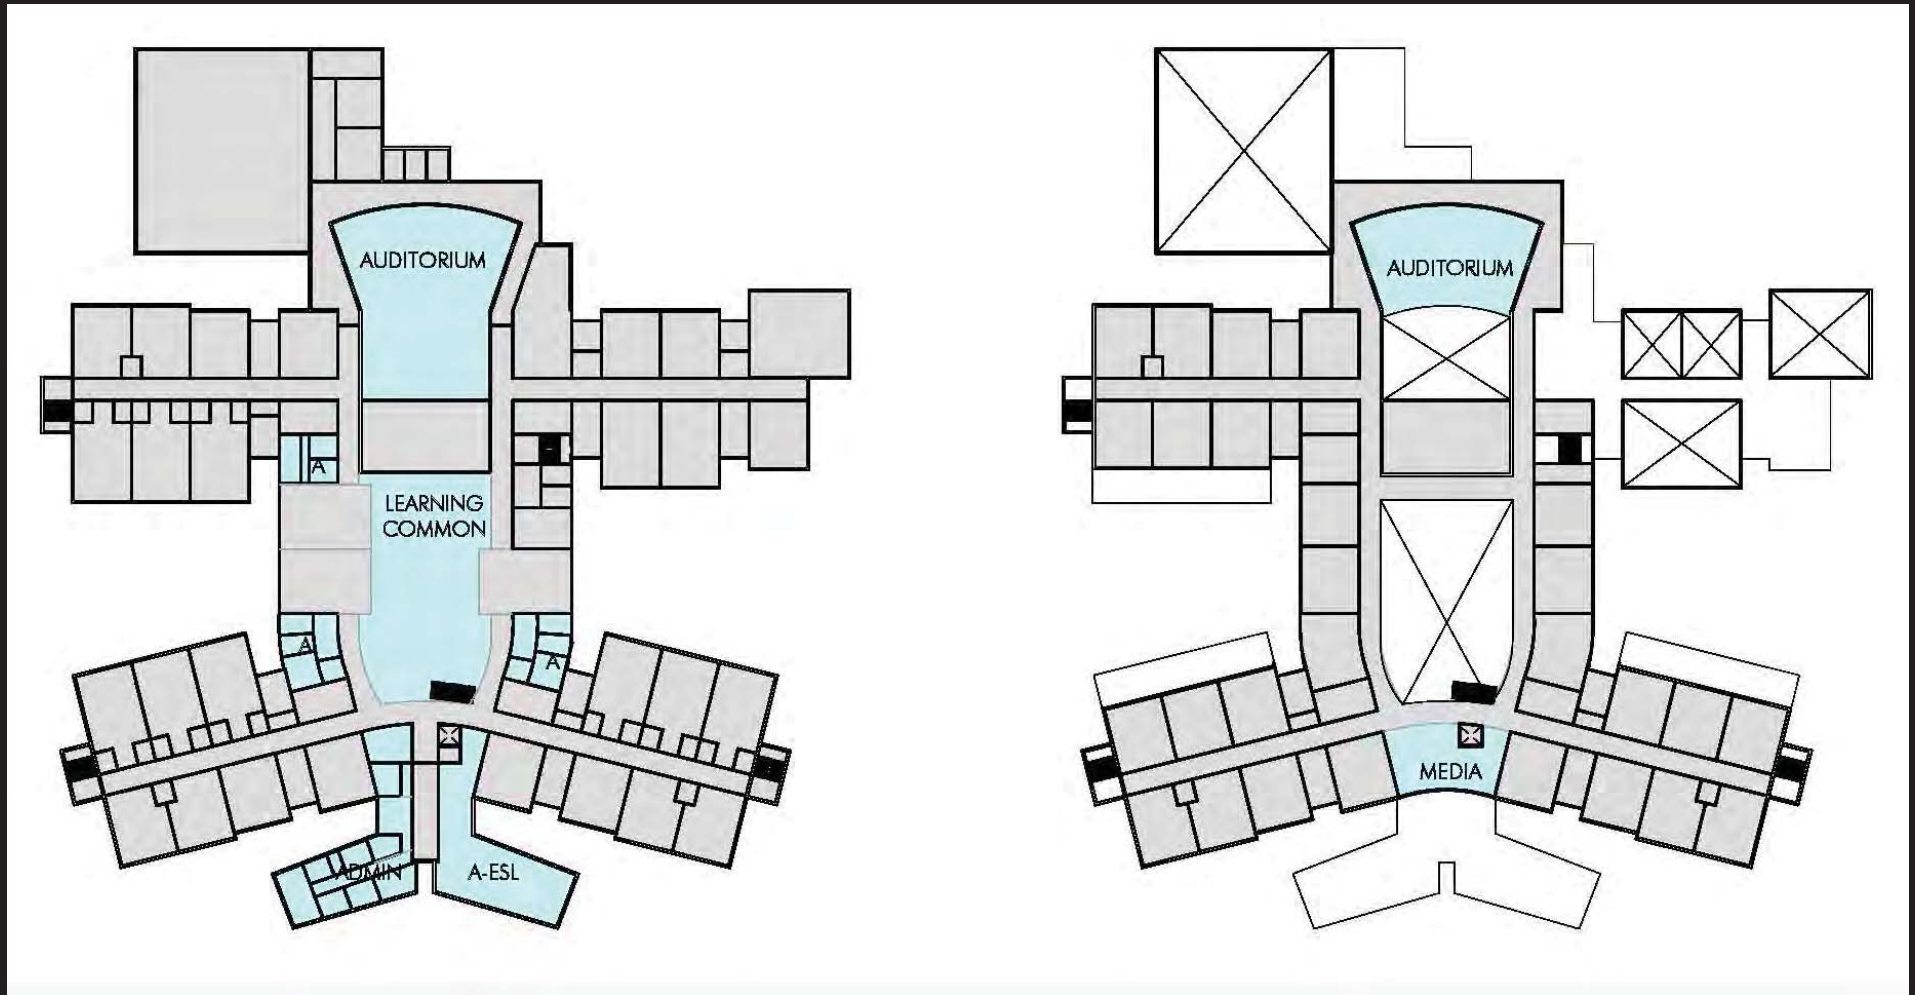 AUDITORIUM
A
LEARNING
COMMON
A
A
ADMIN
A-ESL
AUDITORIUM
MEDIA